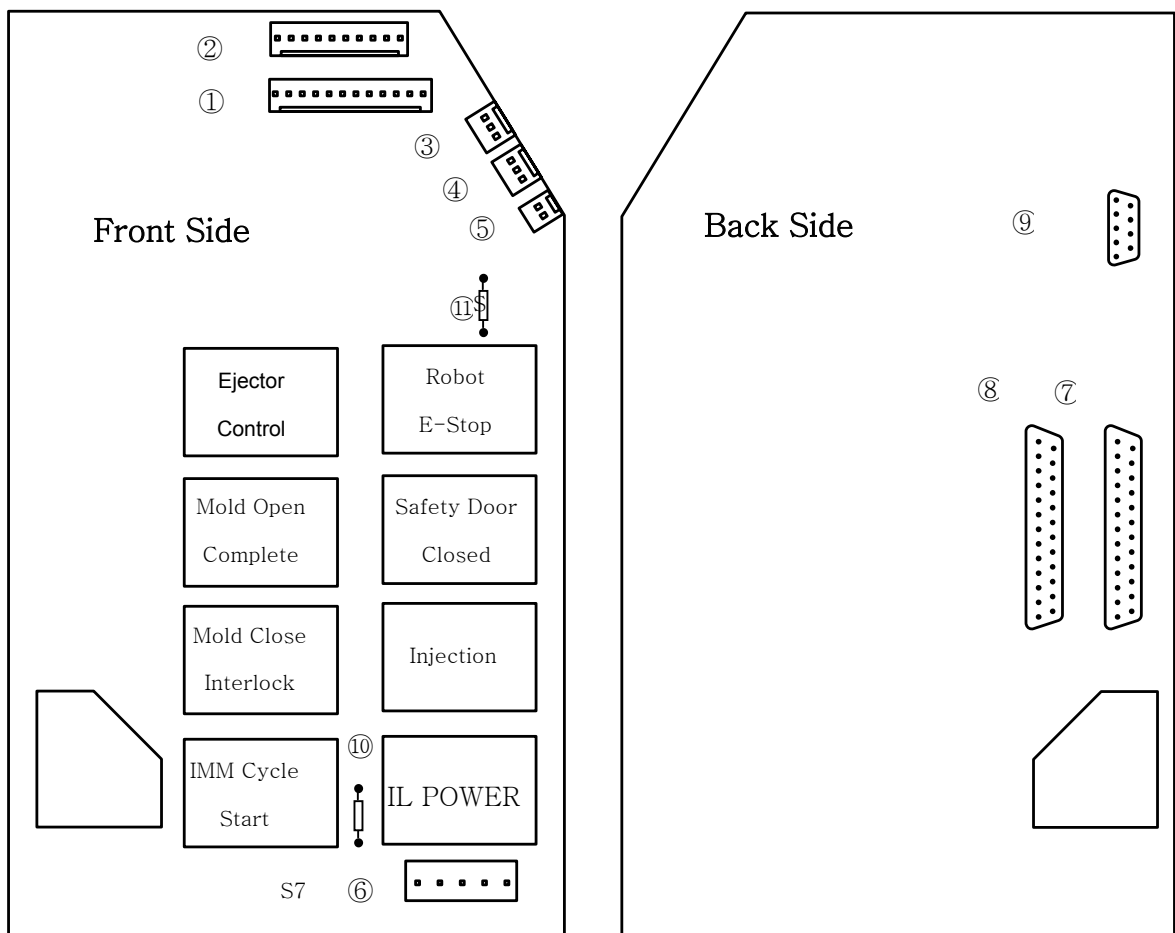 ②
①
③
④
⑤
Front Side
Back Side
⑨
⑪
S
Ejector
Control
Robot
E-Stop
⑧
⑦
Mold Open
Complete
Safety Door
Closed
Mold Close
Interlock
Injection
⑩
IMM Cycle
Start
IL POWER
S7
⑥